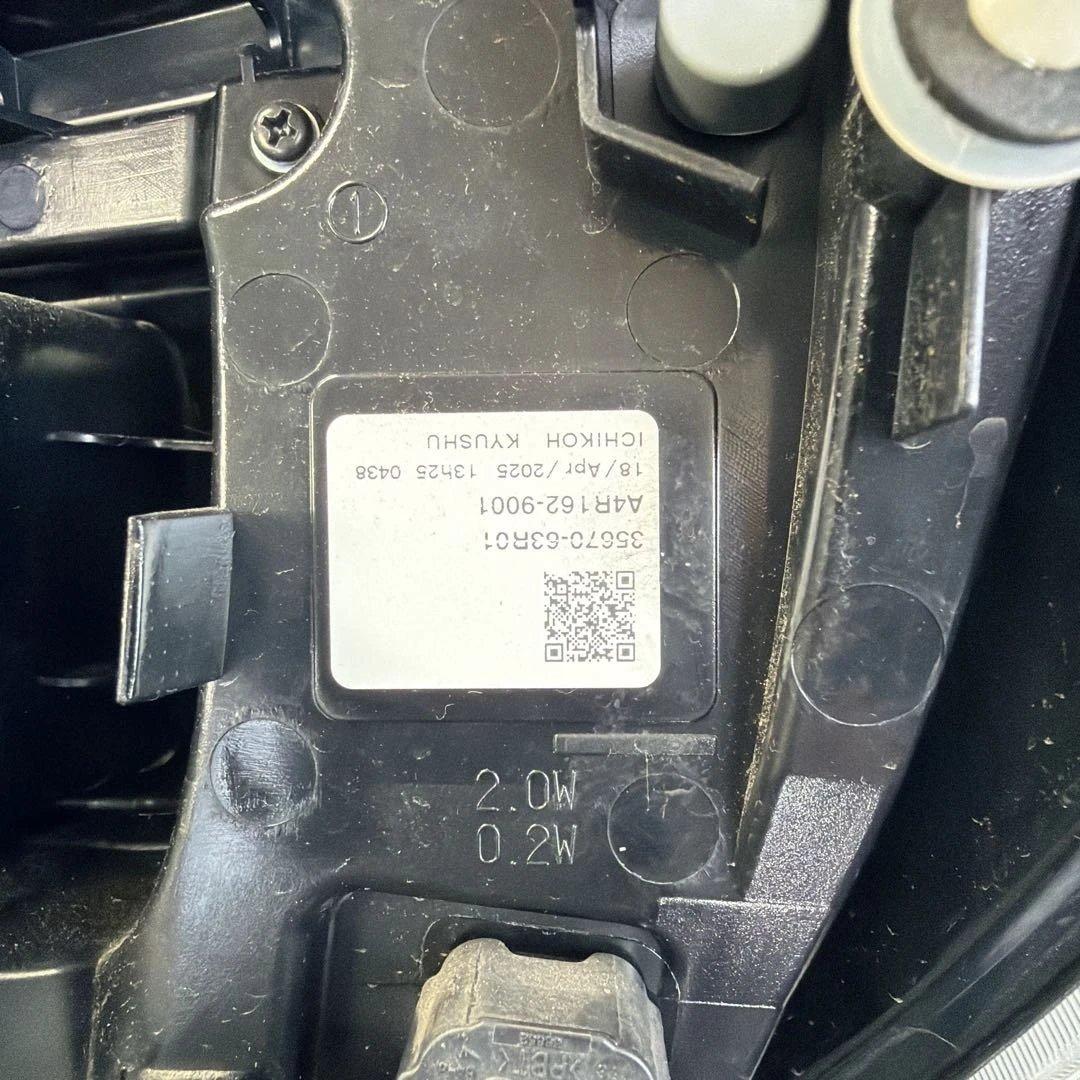 1
35670-63R01
A4R162-9001
18/Apr/2025 13h25 0438
ICHIKOH KYUSHU
2.0W
0.2W